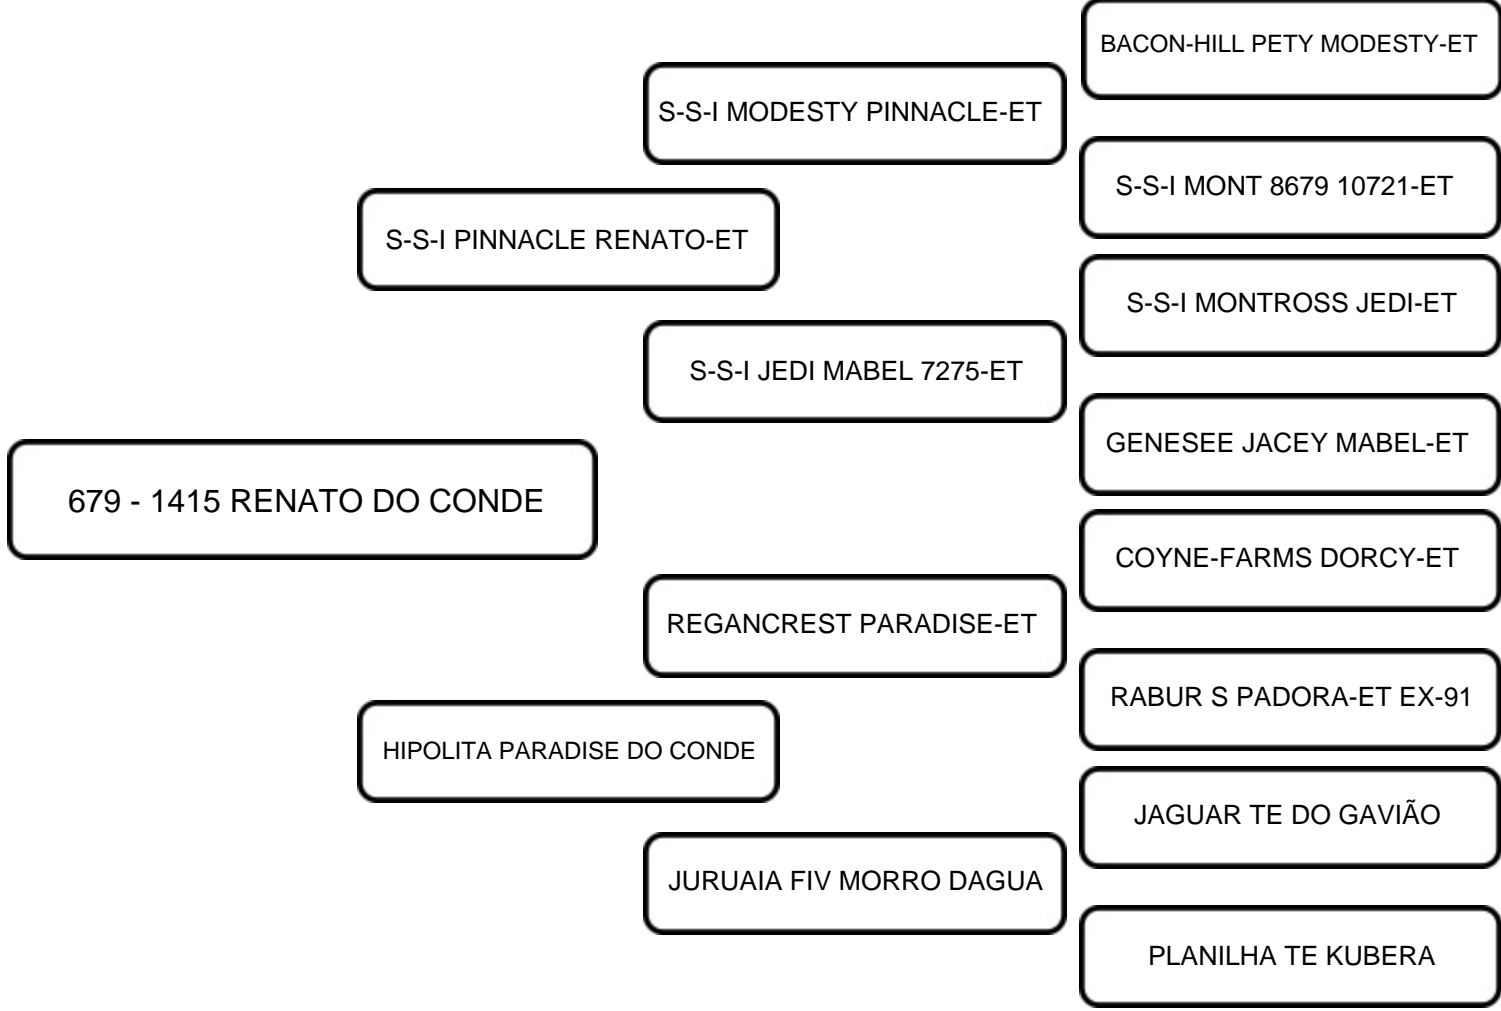 BACON-HILL PETY MODESTY-ET
S-S-I MODESTY PINNACLE-ET
S-S-I MONT 8679 10721-ET
S-S-I PINNACLE RENATO-ET
S-S-I MONTROSS JEDI-ET
S-S-I JEDI MABEL 7275-ET
GENESEE JACEY MABEL-ET
679 - 1415 RENATO DO CONDE
COYNE-FARMS DORCY-ET
REGANCREST PARADISE-ET
RABUR S PADORA-ET EX-91
HIPOLITA PARADISE DO CONDE
JAGUAR TE DO GAVIÃO
JURUAIA FIV MORRO DAGUA
PLANILHA TE KUBERA